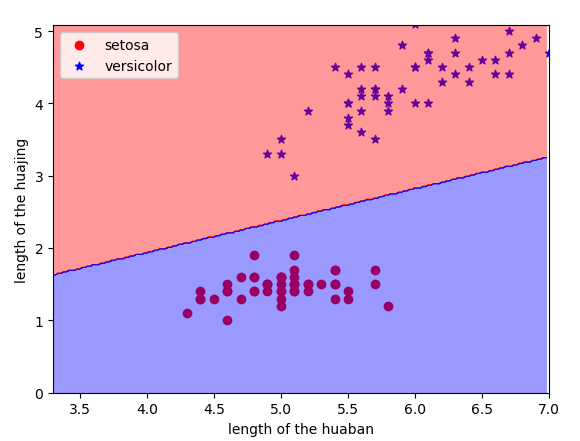 setosa
versicolor
5
4
3
2
1
0
length of the huajing
3.5 4.0 4.5 5.0 5.5 6.0 6.5 7.0
length of the huaban